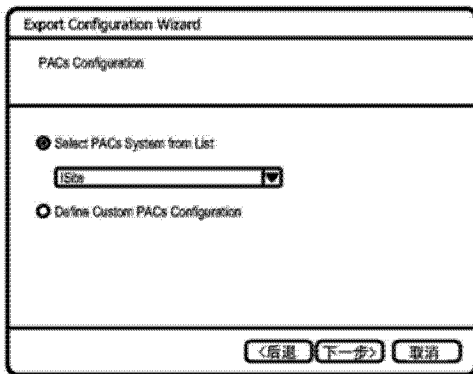 Export Configuration Wizard
PACs Configuration
Select PACs System from List
ISite
Define Custom PACs Configuration
<后退 下一步> 取消